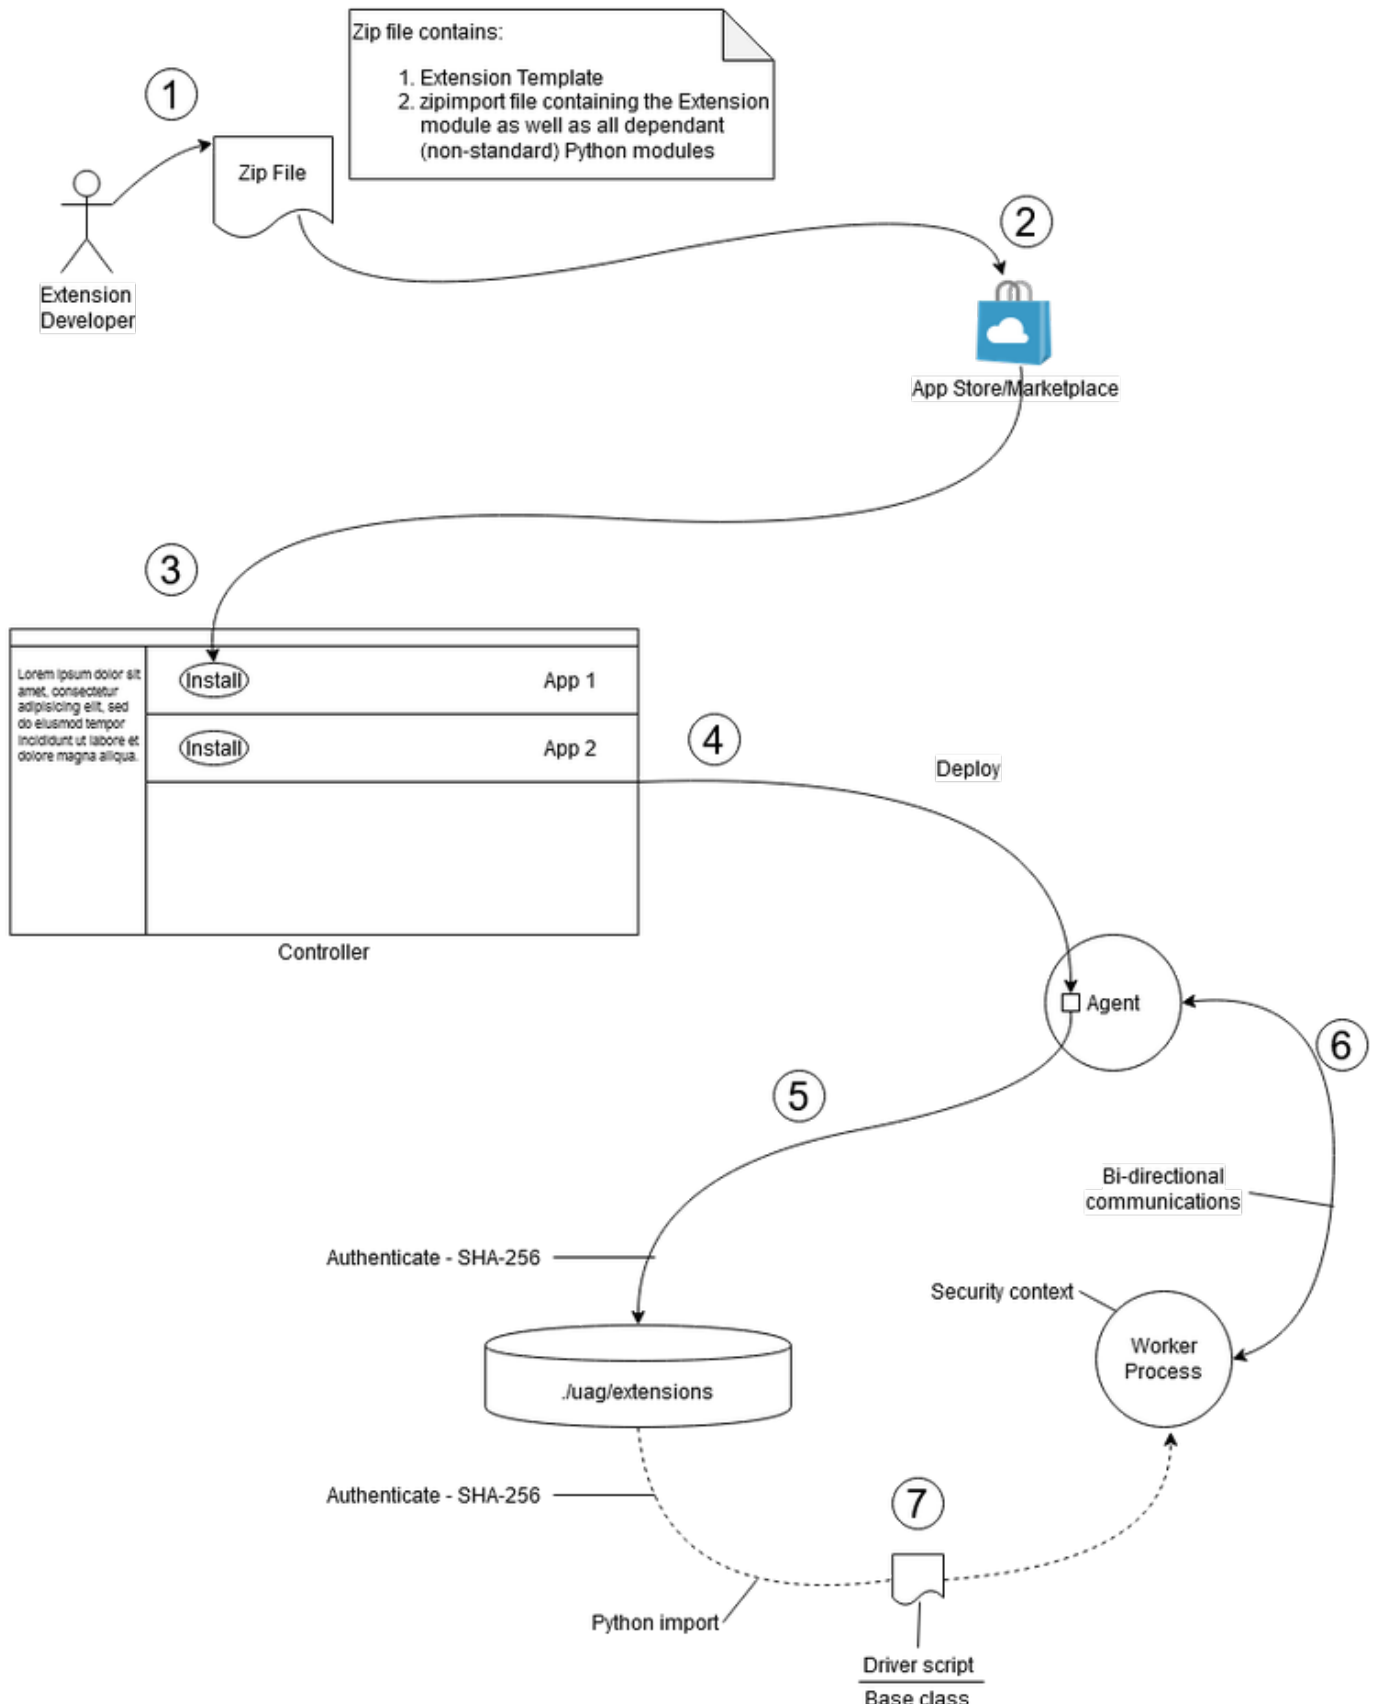 Zip file contains:
1. Extension Template
2. zipimport file containing the Extension
module as well as all dependant
(non-standard) Python modules
1
Zip File
2
Extension
Developer
App Store/Marketplace
3
Lorem ipsum dolor sit
amet, consectetur
adipisicing elit, sed
do eiusmod tempor
incididunt ut labore et
dolore magna aliqua.
Install
App 1
Install
App 2
4
Deploy
Controller
Agent
6
5
Bi-directional
communications
Authenticate - SHA-256
Security context
Worker
Process
./uag/extensions
Authenticate - SHA-256
7
Python import
Driver script
Base class